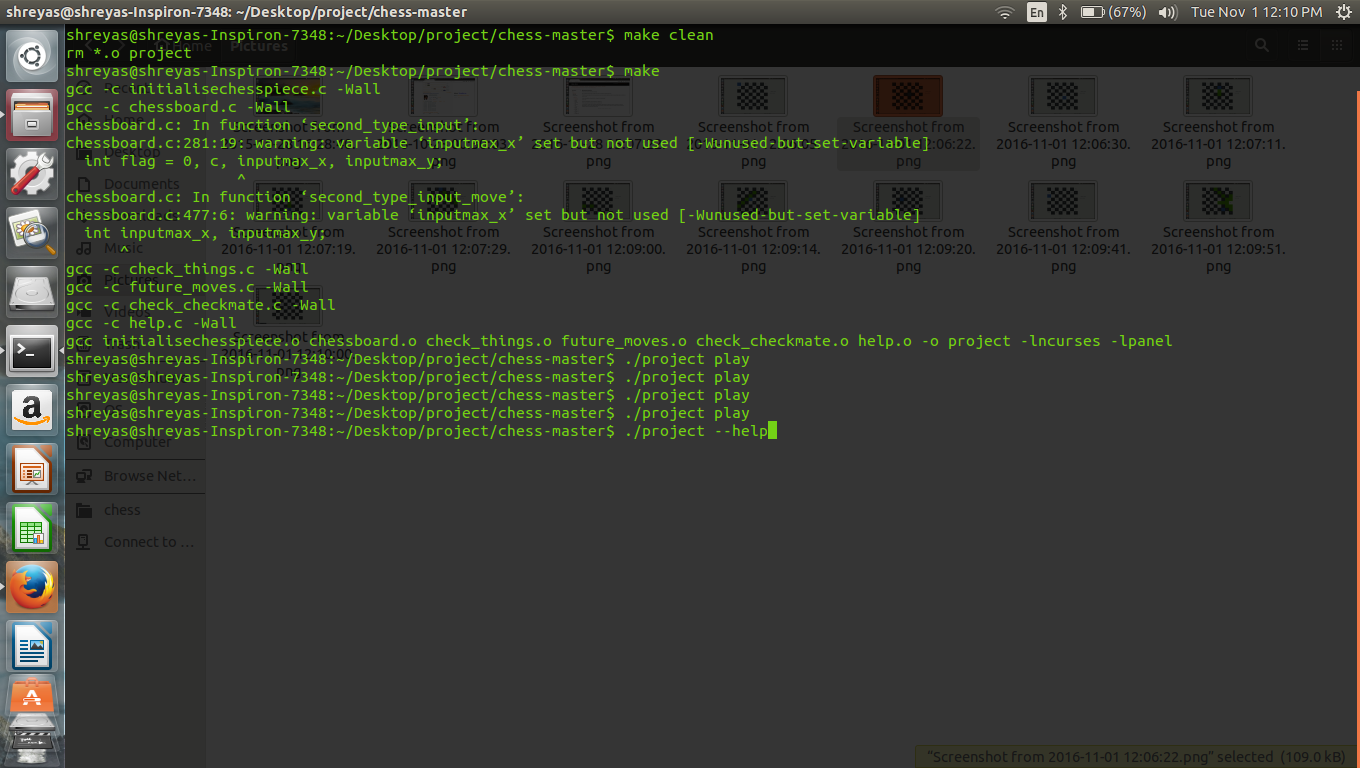 shreyas@shreyas-Inspiron-7348: ~/Desktop/project/chess-master
En (67%) Tue Nov 1 12:10 PM
shreyas@shreyas-Inspiron-7348:~/Desktop/project/chess-master$ make clean
rm *.o project
Home Pictures
shreyas@shreyas-Inspiron-7348:~/Desktop/project/chess-master$ make
gcc -c initialisechesspiece.c -Wall
gcc -c chessboard.c -Wall
chessboard.c: In function ‘second_type_input’:
chessboard.c:281:19: warning: variable ‘inputmax_x’ set but not used [-Wunused-but-set-variable]
int flag = 0, c, inputmax_x, inputmax_y;
^
chessboard.c: In function ‘second_type_input_move’:
chessboard.c:477:6: warning: variable ‘inputmax_x’ set but not used [-Wunused-but-set-variable]
int inputmax_x, inputmax_y;
^
gcc -c check_things.c -Wall
gcc -c future_moves.c -Wall
gcc -c check_checkmate.c -Wall
gcc -c help.c -Wall
gcc initialisechesspiece.o chessboard.o check_things.o future_moves.o check_checkmate.o help.o -o project -lncurses -lpanel
shreyas@shreyas-Inspiron-7348:~/Desktop/project/chess-master$ ./project play
shreyas@shreyas-Inspiron-7348:~/Desktop/project/chess-master$ ./project play
shreyas@shreyas-Inspiron-7348:~/Desktop/project/chess-master$ ./project play
shreyas@shreyas-Inspiron-7348:~/Desktop/project/chess-master$ ./project play
shreyas@shreyas-Inspiron-7348:~/Desktop/project/chess-master$ ./project --help
Screenshot from
2016-11-01 12:06:22.
png
Screenshot from
2016-11-01 12:06:30.
png
Screenshot from
2016-11-01 12:07:11.
png
Screenshot from
2016-11-01 12:07:19.
png
Screenshot from
2016-11-01 12:07:29.
png
Screenshot from
2016-11-01 12:09:00.
png
Screenshot from
2016-11-01 12:09:14.
png
Screenshot from
2016-11-01 12:09:20.
png
Screenshot from
2016-11-01 12:09:41.
png
Screenshot from
2016-11-01 12:09:51.
png
Documents
Computer
Browse Net...
chess
Connect to ...
"Screenshot from 2016-11-01 12:06:22.png" selected (109.0 kB)